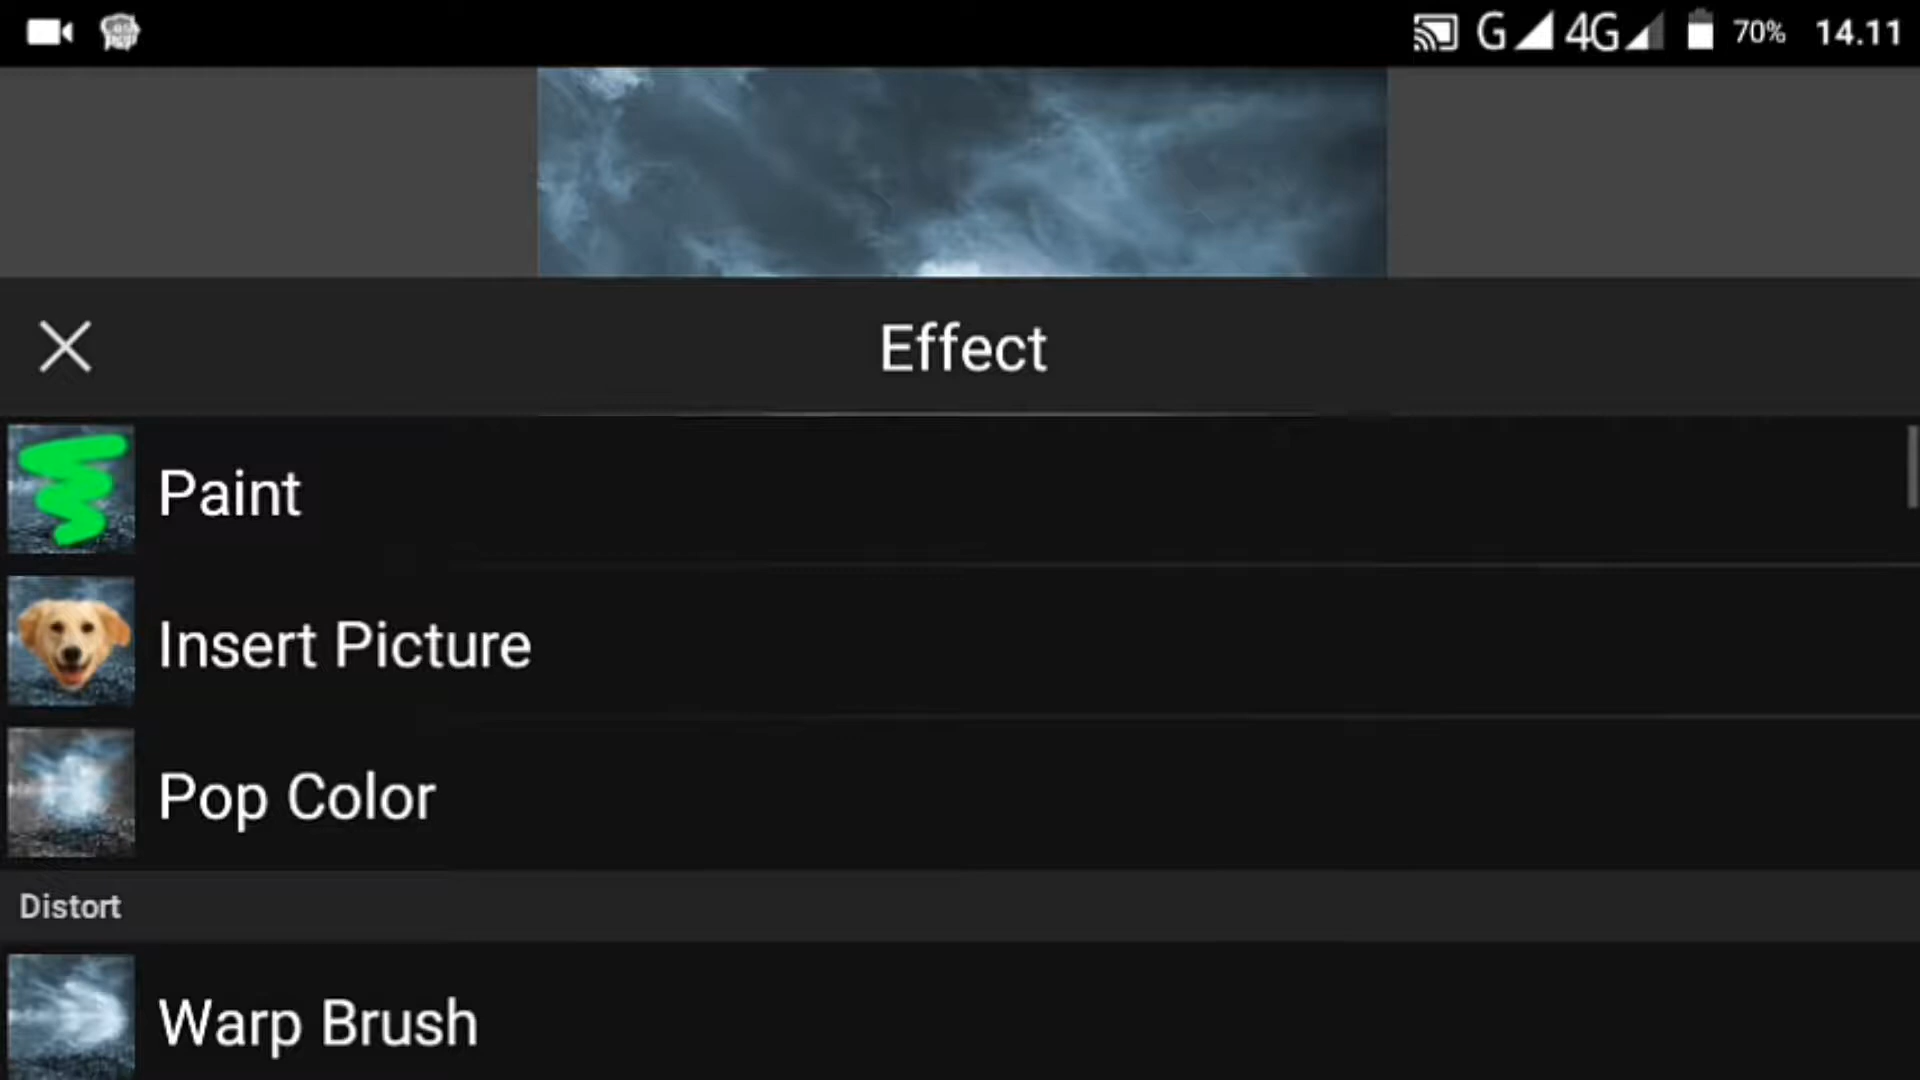 G 4G 70% 14.11
Effect
Paint
Insert Picture
Pop Color
Distort
Warp Brush